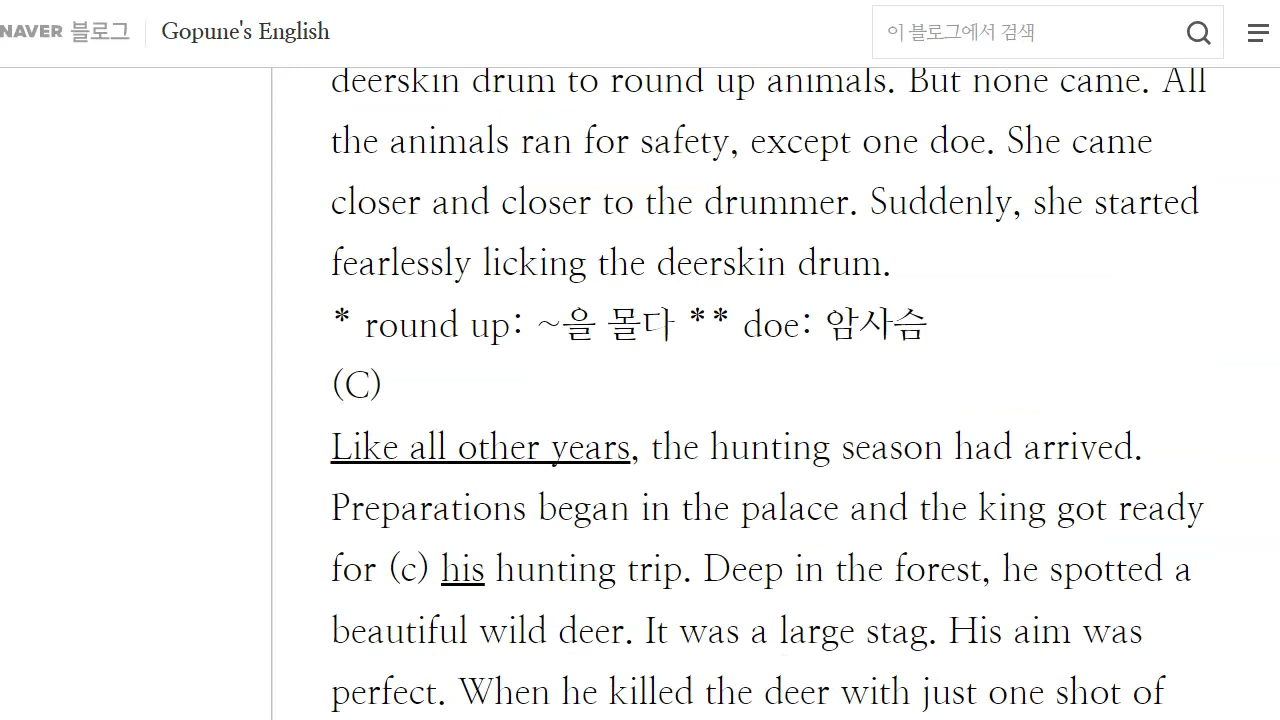 NAVER 블로그 Gopune's English 이 블로그에서 검색
deerskin drum to round up animals. But none came. All
the animals ran for safety, except one doe. She came
closer and closer to the drummer. Suddenly, she started
fearlessly licking the deerskin drum.
* round up: ~을 몰다 ** doe: 암사슴
(C)
Like all other years, the hunting season had arrived.
Preparations began in the palace and the king got ready
for (c) his hunting trip. Deep in the forest, he spotted a
beautiful wild deer. It was a large stag. His aim was
perfect. When he killed the deer with just one shot of